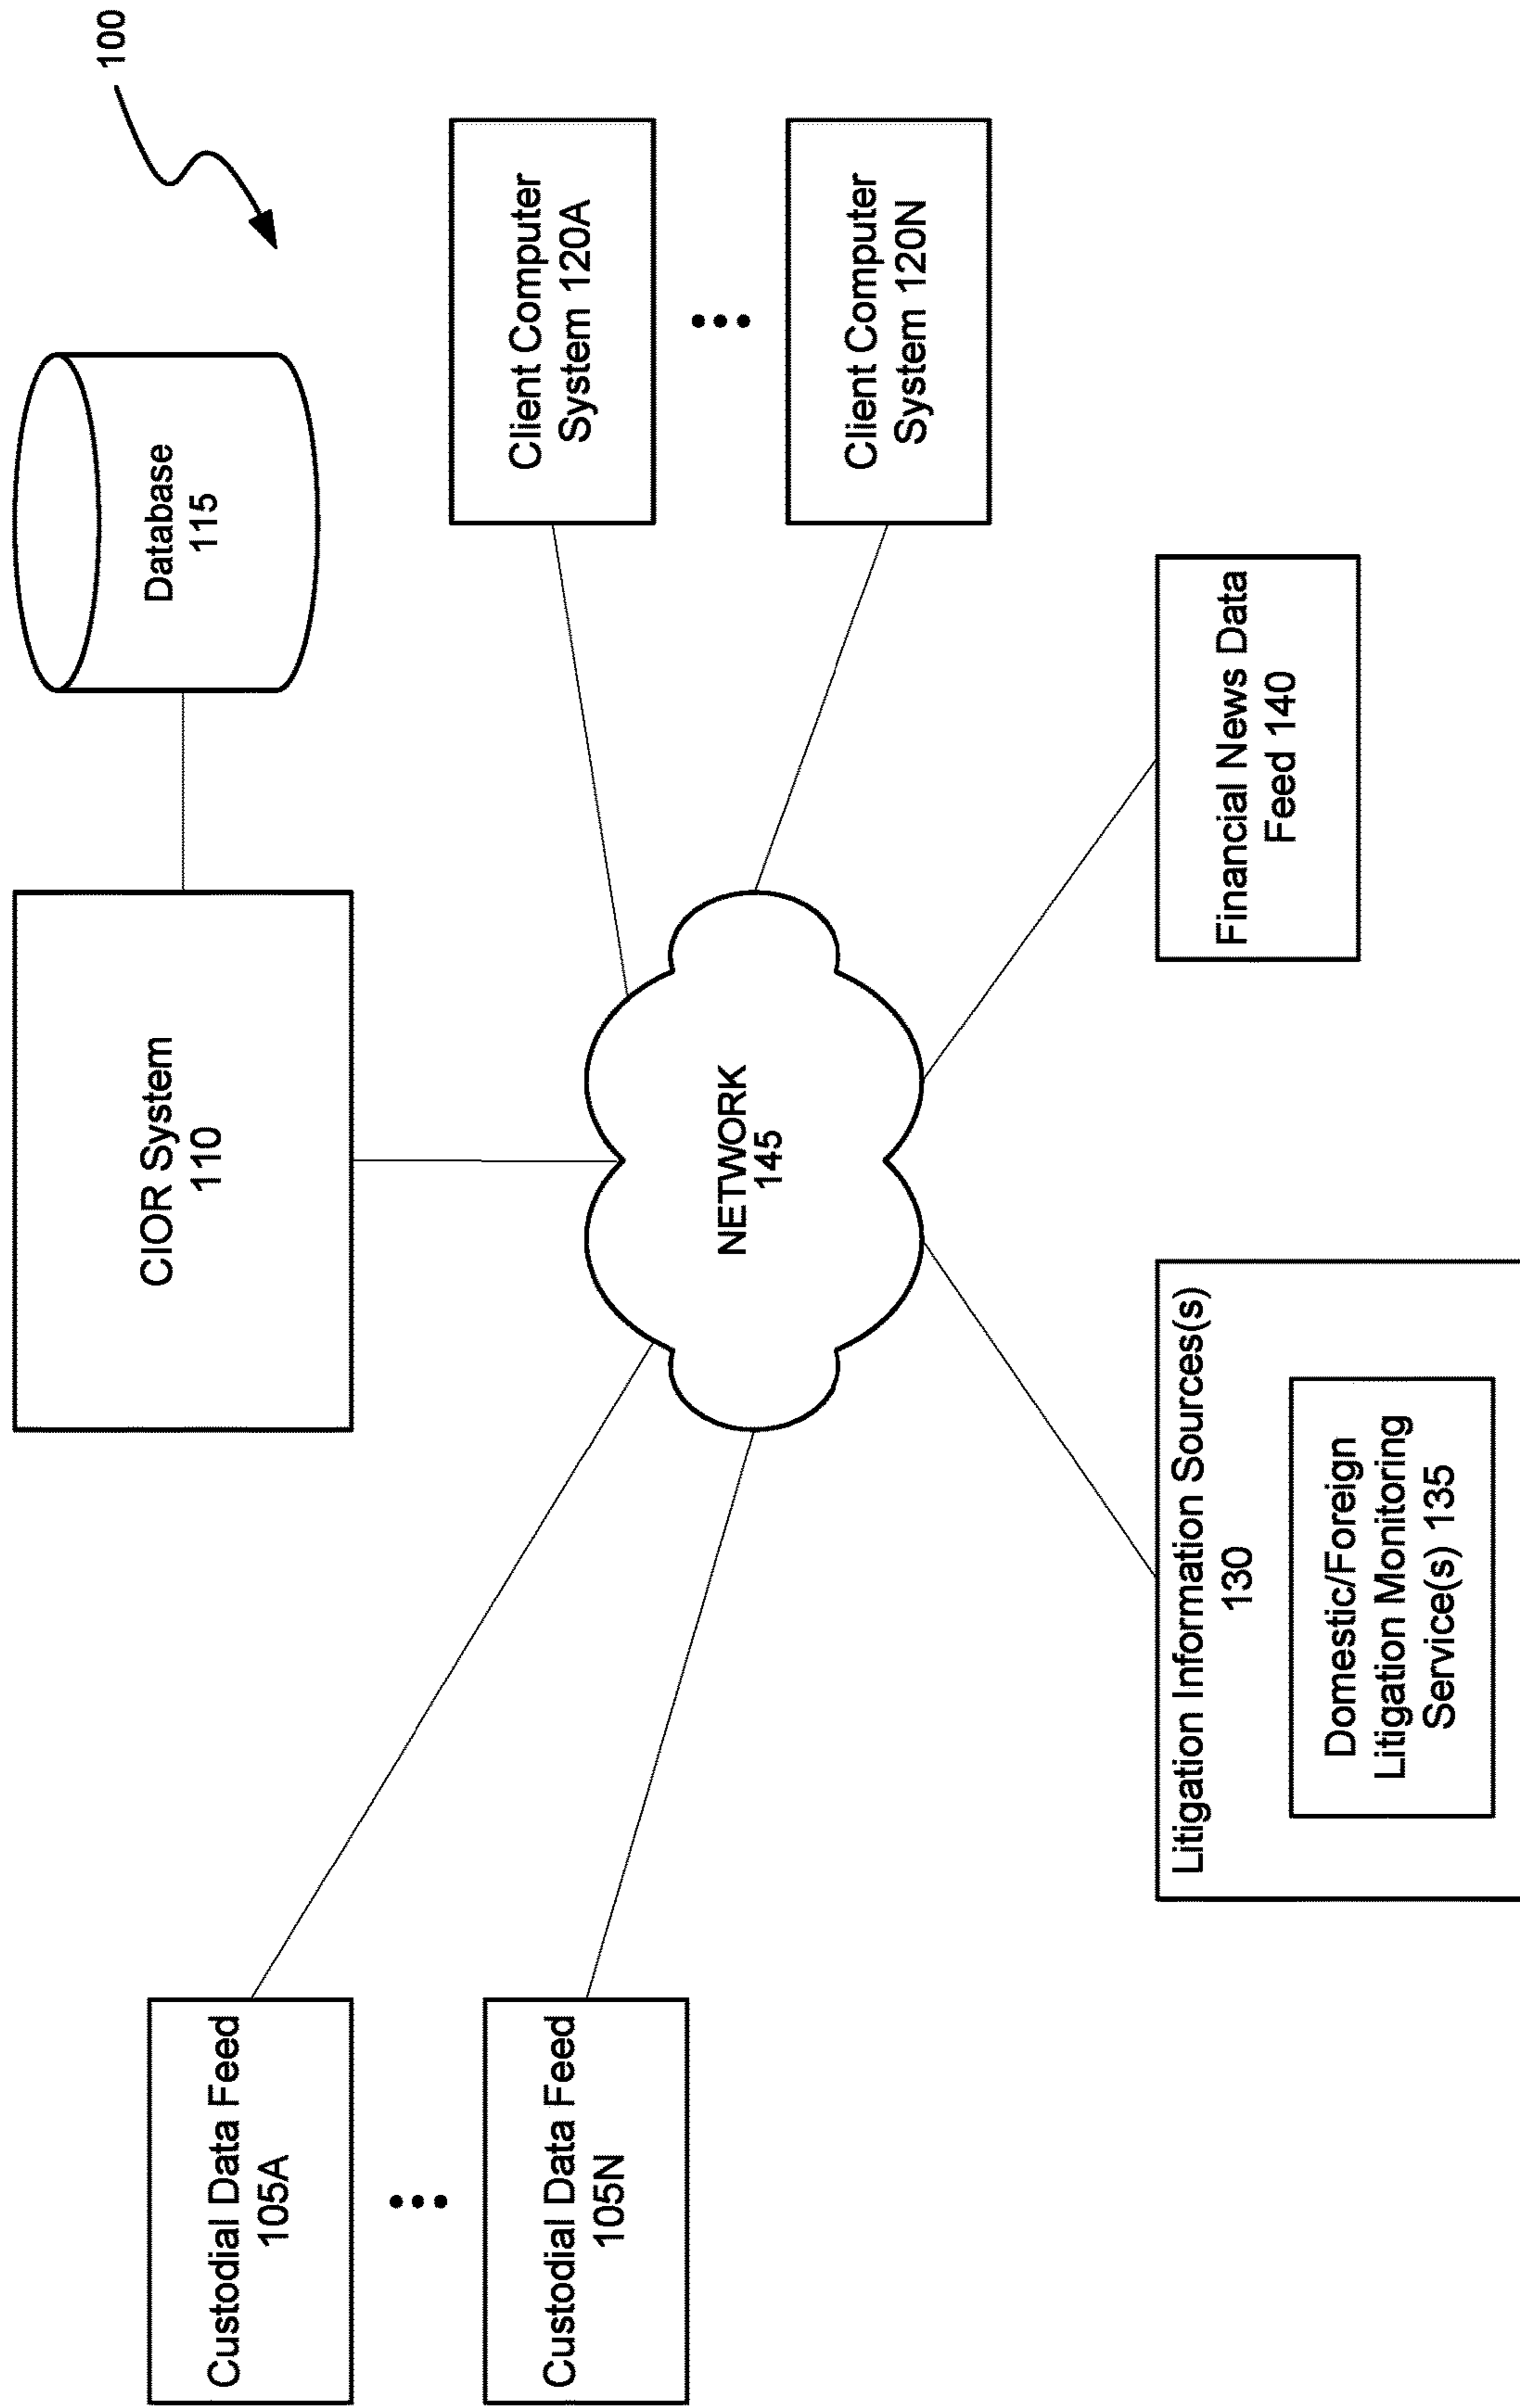 100
CIOR System
110
Database
115
Custodial Data Feed
105A
Custodial Data Feed
105N
Client Computer
System 120A
Client Computer
System 120N
NETWORK
145
Litigation Information Sources(s)
130
Domestic/Foreign
Litigation Monitoring
Service(s) 135
Financial News Data
Feed 140